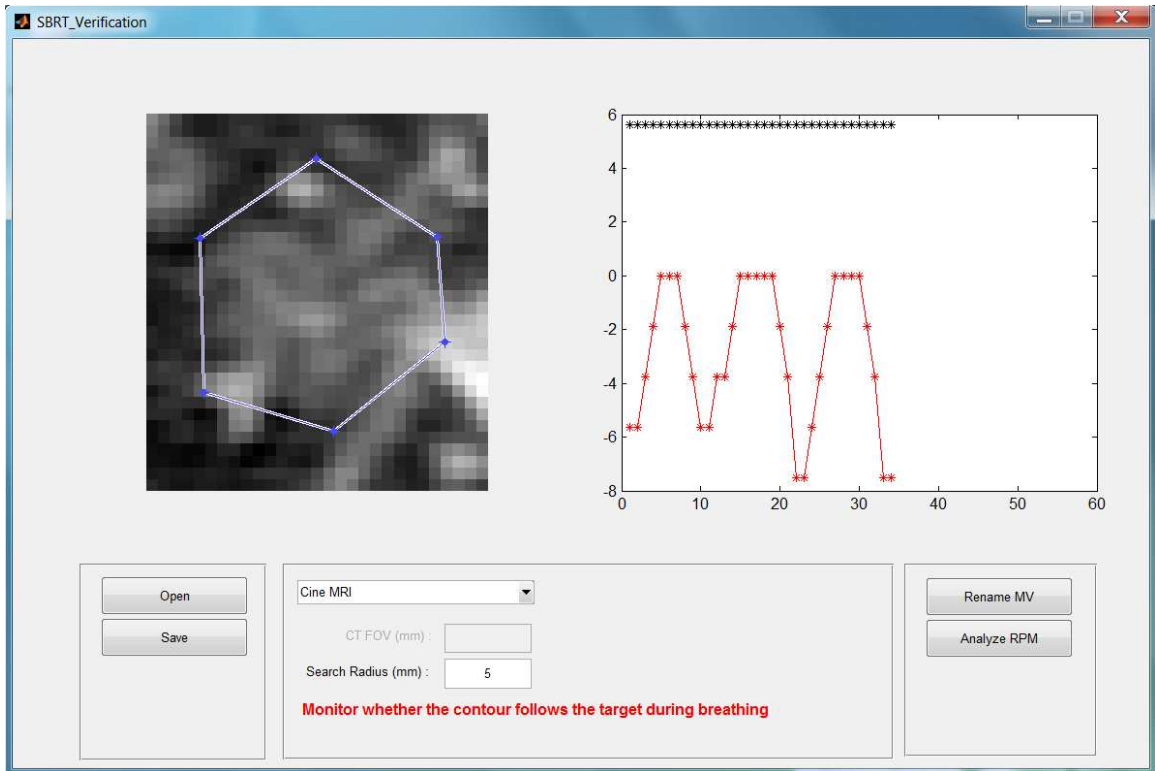 SBRT_Verification
6
4
2
0
-2
-4
-6
-8
0 10 20 30 40 50 60
Open
Save
Cine MRI
CT FOV (mm) :
Search Radius (mm) : 5
Monitor whether the contour follows the target during breathing
Rename MV
Analyze RPM